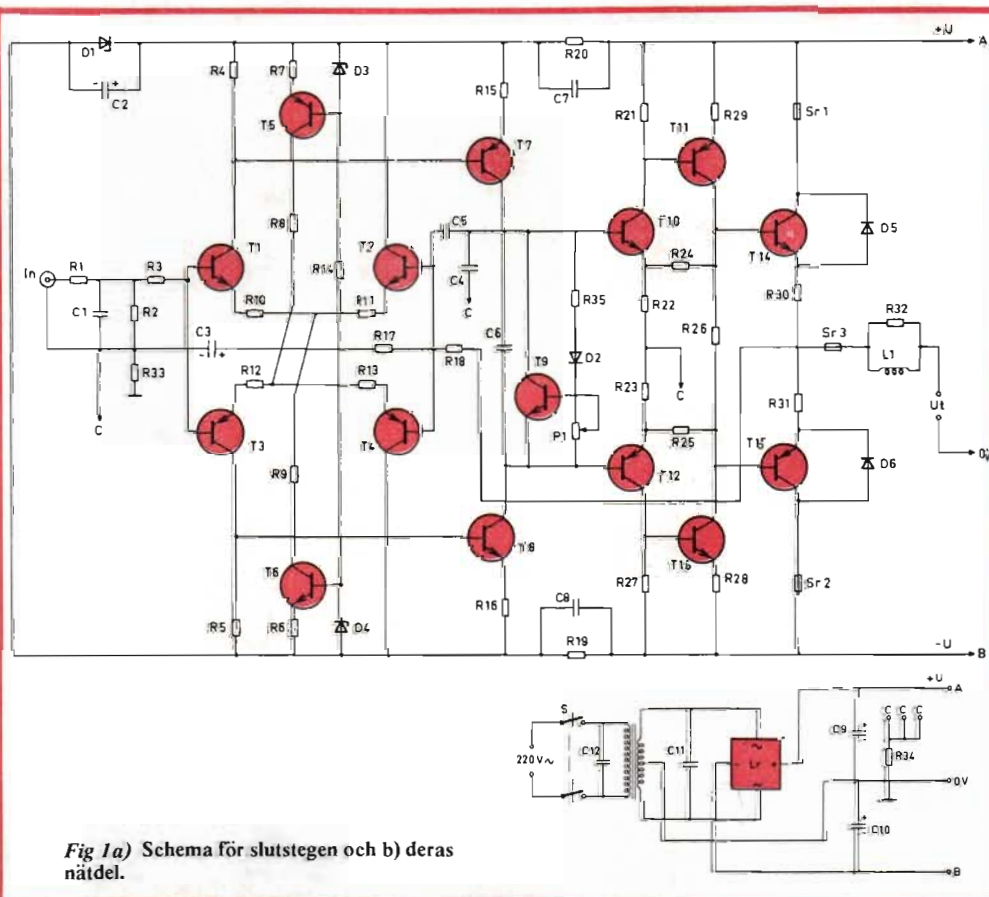 +U
A
D1
C2
R4
R7
D3
R20
C7
T5
R15
R21
T11
R29
Sr1
T7
R8
T10
D5
T1
R14
T2
C5
C4
C
R24
T14
In
R1
R3
R10
R11
R22
R30
R32
C1
R2
C3
R17
R18
C6
R35
R26
Sr3
L1
R33
R12
R13
T9
D2
R23
C
R31
Ut
C
T3
T4
P1
R25
T15
D6
0V
R9
T12
T8
T6
T16
R5
R6
D4
R16
C8
R27
R28
Sr2
R19
-U
B
+U
A
S
C9
C C C
220V~
C12
C11
Lr
R34
0V
C10
B
Fig 1a) Schema för slutstegen och b) deras
nätdel.